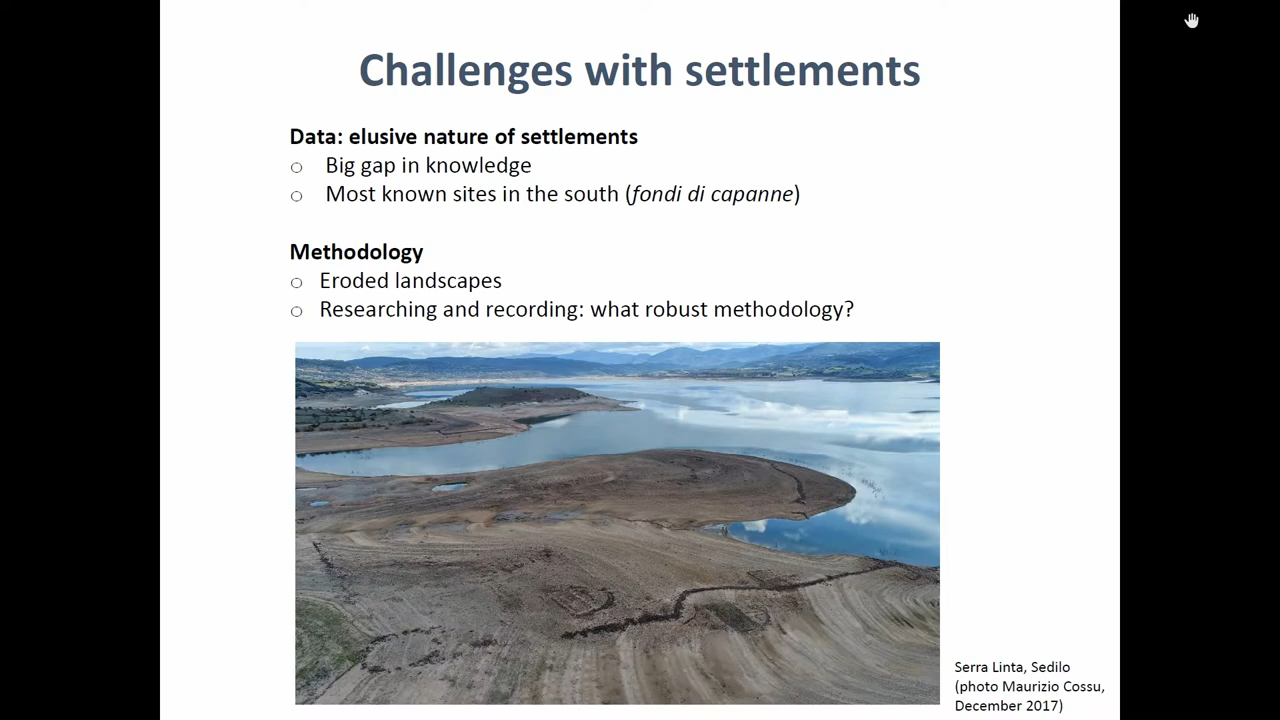 Challenges with settlements
Data: elusive nature of settlements
○ Big gap in knowledge
○ Most known sites in the south (fondi di capanne)
Methodology
○ Eroded landscapes
○ Researching and recording: what robust methodology?
Serra Linta, Sedilo
(photo Maurizio Cossu,
December 2017)